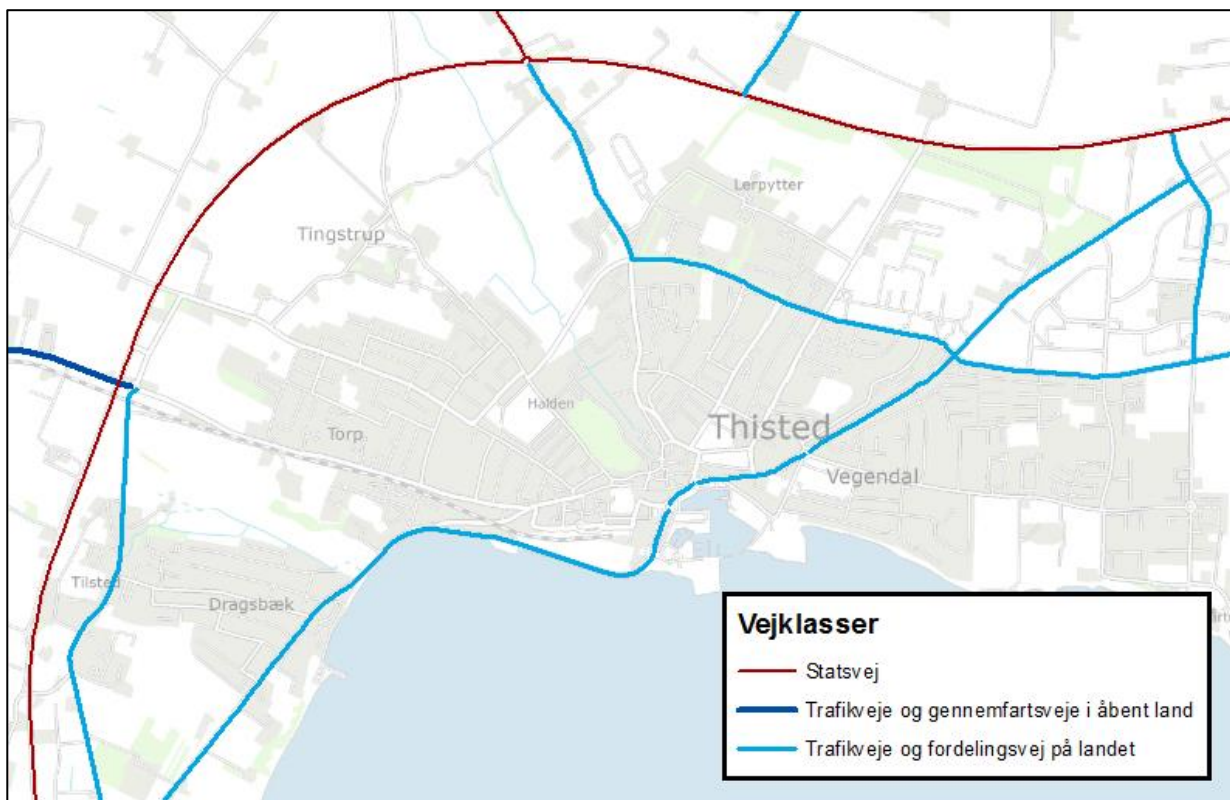 Lerpytter
Tingstrup
Halden
Torp
Thisted
Vegendal
Tilsted
Dragsbæk
Vejklasser
Statsvej
Trafikveje og gennemfartsveje i åbent land
Trafikveje og fordelingsvej på landet